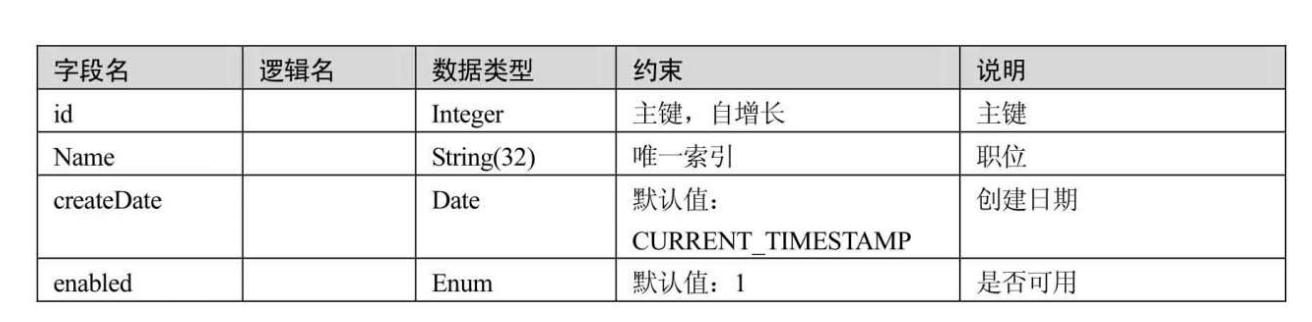 字段名 逻辑名 数据类型 约束 说明
id Integer 主键，自增长 主键
Name String(32) 唯一索引 职位
createDate Date 默认值： 创建日期
CURRENT_TIMESTAMP
enabled Enum 默认值：1 是否可用